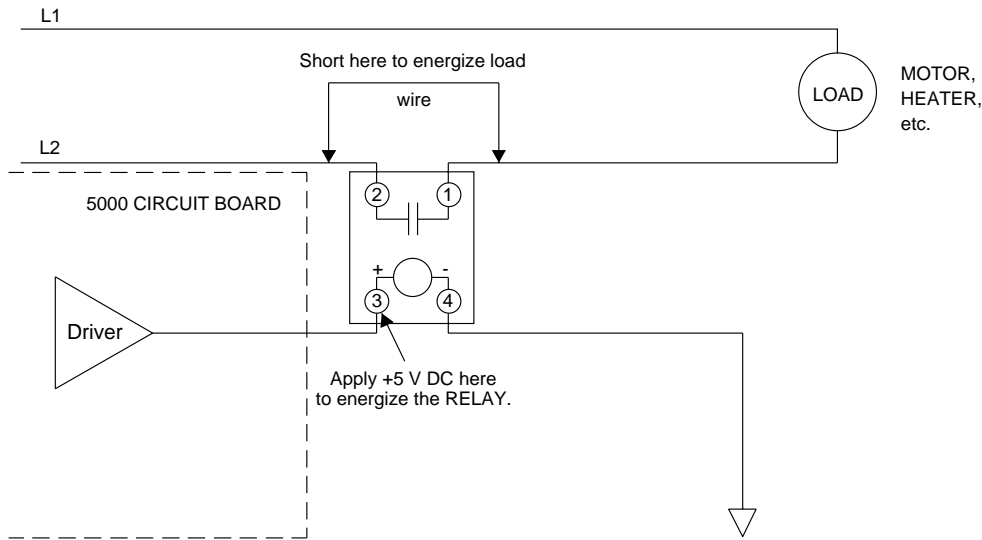 L1
Short here to energize load
wire
LOAD
MOTOR,
HEATER,
etc.
L2
2
1
5000 CIRCUIT BOARD
+
-
3
4
Driver
Apply +5 V DC here
to energize the RELAY.